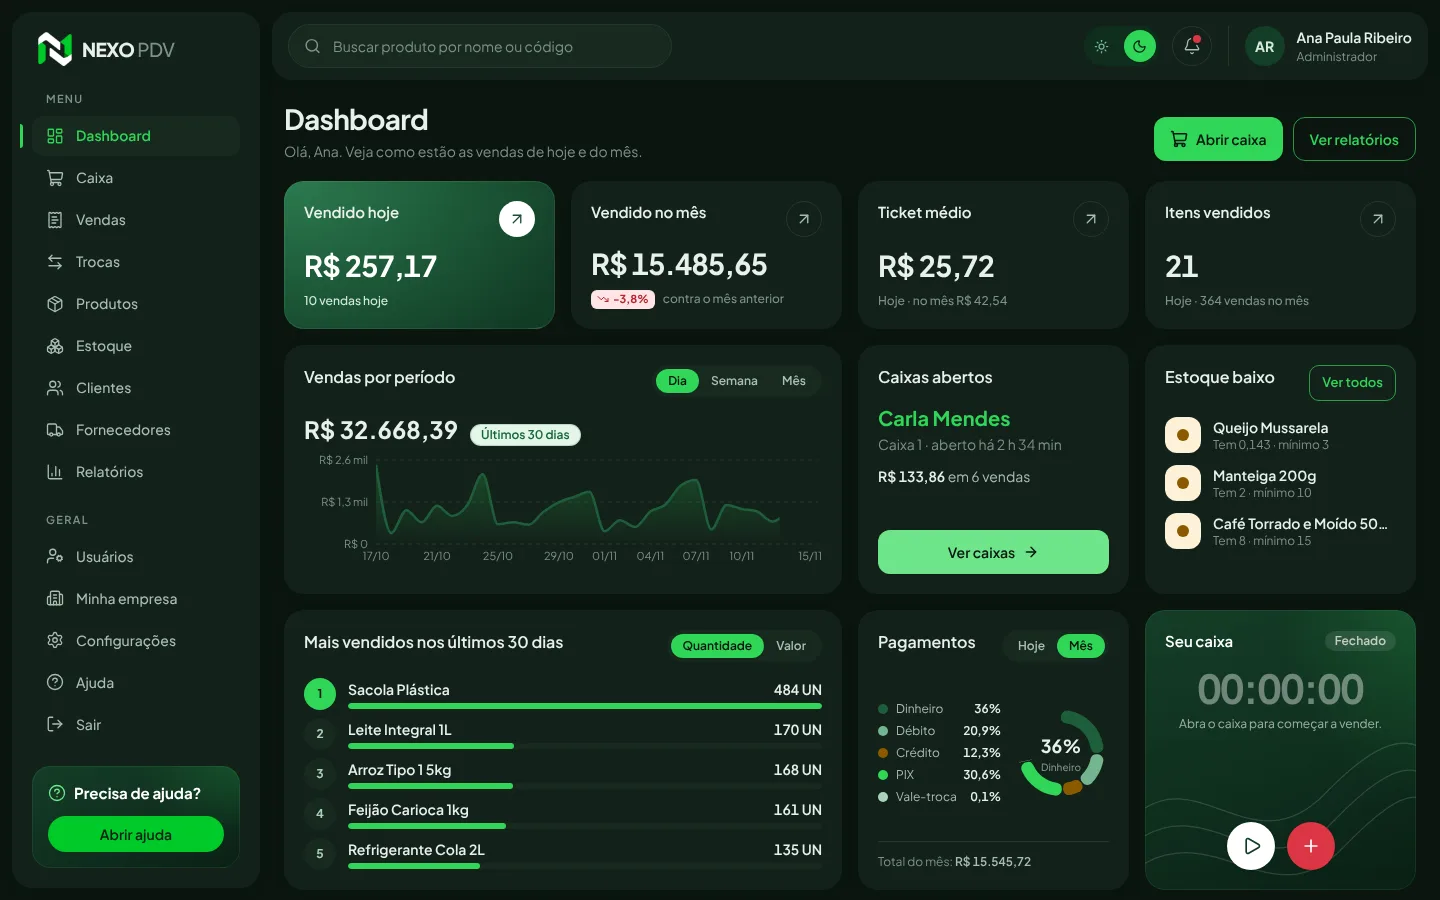 NEXO PDV
MENU
Dashboard
Caixa
Vendas
Trocas
Produtos
Estoque
Clientes
Fornecedores
Relatórios
GERAL
Usuários
Minha empresa
Configurações
Ajuda
Sair
Precisa de ajuda?
Abrir ajuda
Buscar produto por nome ou código
AR
Ana Paula Ribeiro
Administrador
Dashboard
Olá, Ana. Veja como estão as vendas de hoje e do mês.
Abrir caixa
Ver relatórios
Vendido hoje
R$ 257,17
10 vendas hoje
Vendido no mês
R$ 15.485,65
-3,8% contra o mês anterior
Ticket médio
R$ 25,72
Hoje · no mês R$ 42,54
Itens vendidos
21
Hoje · 364 vendas no mês
Vendas por período
Dia Semana Mês
R$ 32.668,39 Últimos 30 dias
R$ 2,6 mil
R$ 1,3 mil
R$ 0
17/10 21/10 25/10 29/10 01/11 04/11 07/11 10/11 15/11
Caixas abertos
Carla Mendes
Caixa 1 · aberto há 2 h 34 min
R$ 133,86 em 6 vendas
Ver caixas
Estoque baixo
Ver todos
Queijo Mussarela
Tem 0,143 · mínimo 3
Manteiga 200g
Tem 2 · mínimo 10
Café Torrado e Moído 50...
Tem 8 · mínimo 15
Mais vendidos nos últimos 30 dias
Quantidade Valor
1 Sacola Plástica 484 UN
2 Leite Integral 1L 170 UN
3 Arroz Tipo 1 5kg 168 UN
4 Feijão Carioca 1kg 161 UN
5 Refrigerante Cola 2L 135 UN
Pagamentos
Hoje Mês
Dinheiro 36%
Débito 20,9%
Crédito 12,3%
PIX 30,6%
Vale-troca 0,1%
36%
Dinheiro
Total do mês: R$ 15.545,72
Seu caixa
Fechado
00:00:00
Abra o caixa para começar a vender.